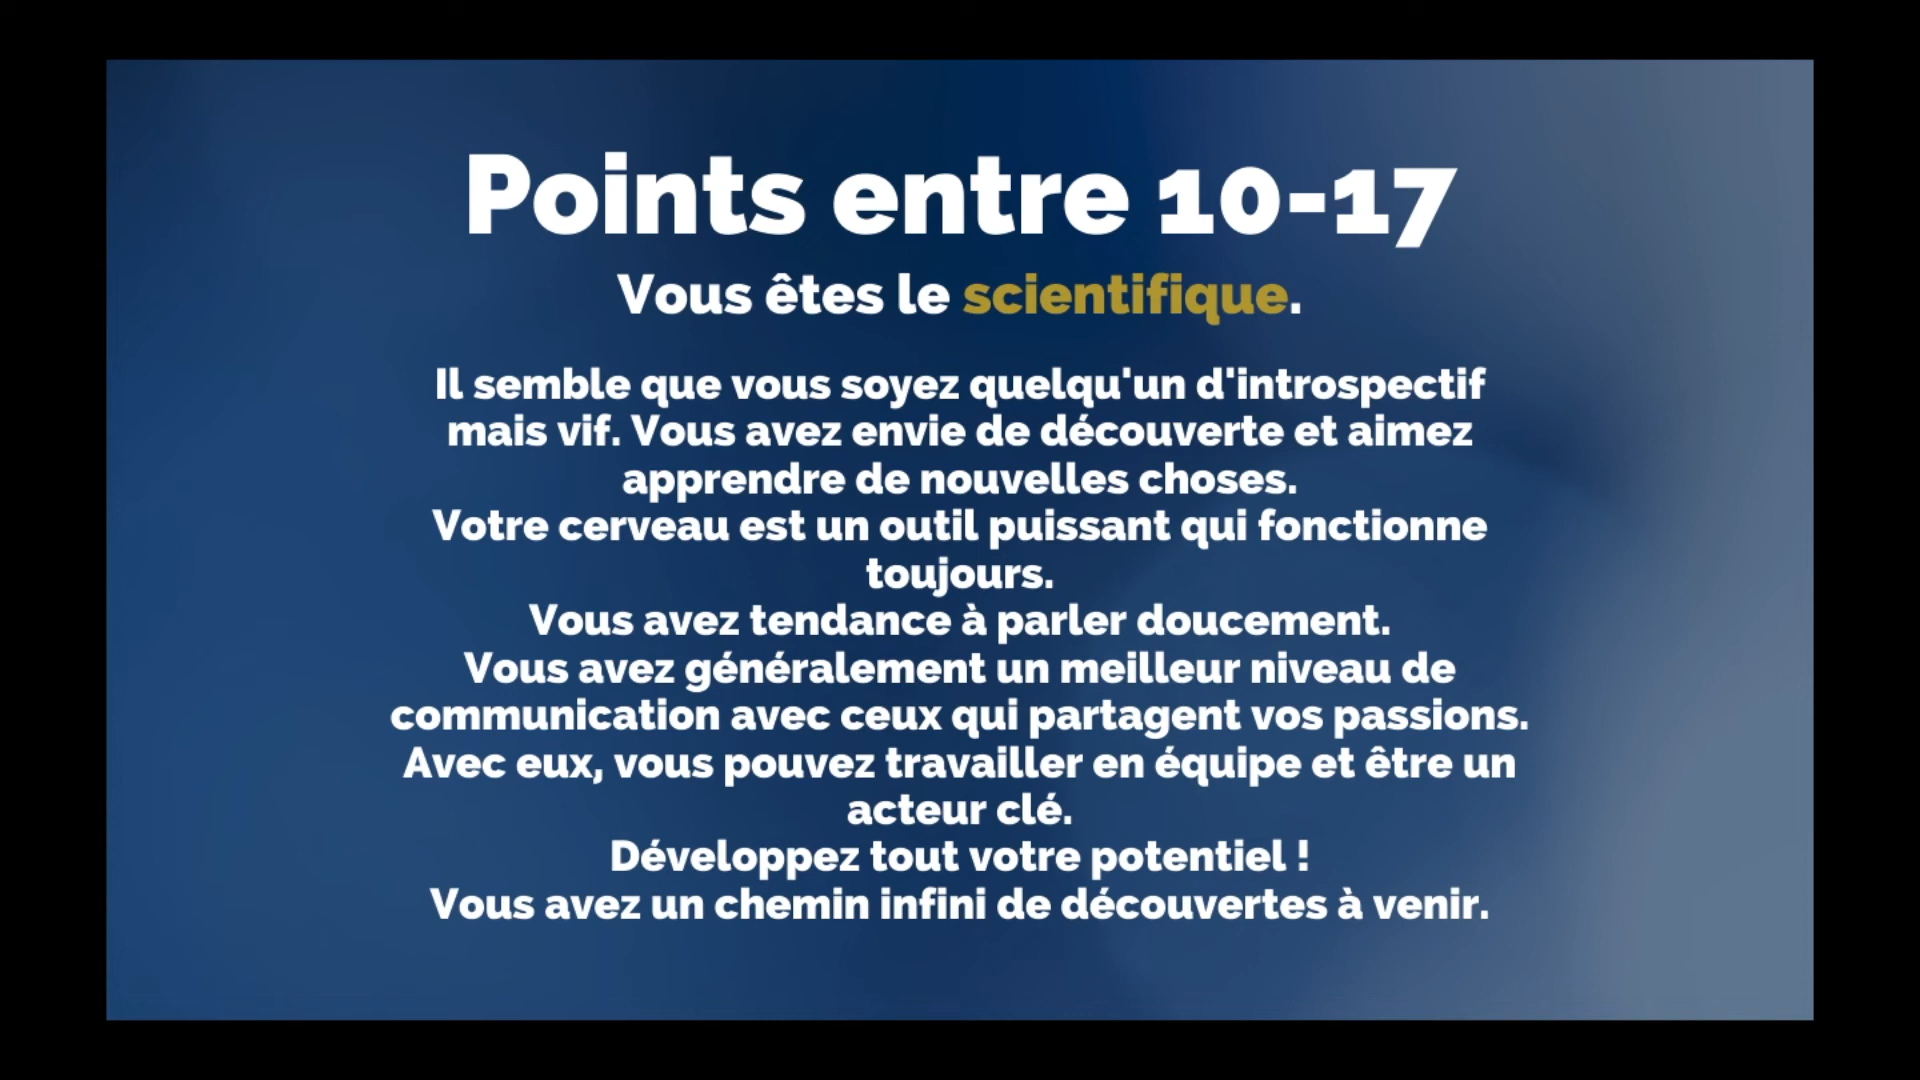 Points entre 10-17
Vous êtes le scientifique.
Il semble que vous soyez quelqu'un d'introspectif
mais vif. Vous avez envie de découverte et aimez
apprendre de nouvelles choses.
Votre cerveau est un outil puissant qui fonctionne
toujours.
Vous avez tendance à parler doucement.
Vous avez généralement un meilleur niveau de
communication avec ceux qui partagent vos passions.
Avec eux, vous pouvez travailler en équipe et être un
acteur clé.
Développez tout votre potentiel !
Vous avez un chemin infini de découvertes à venir.